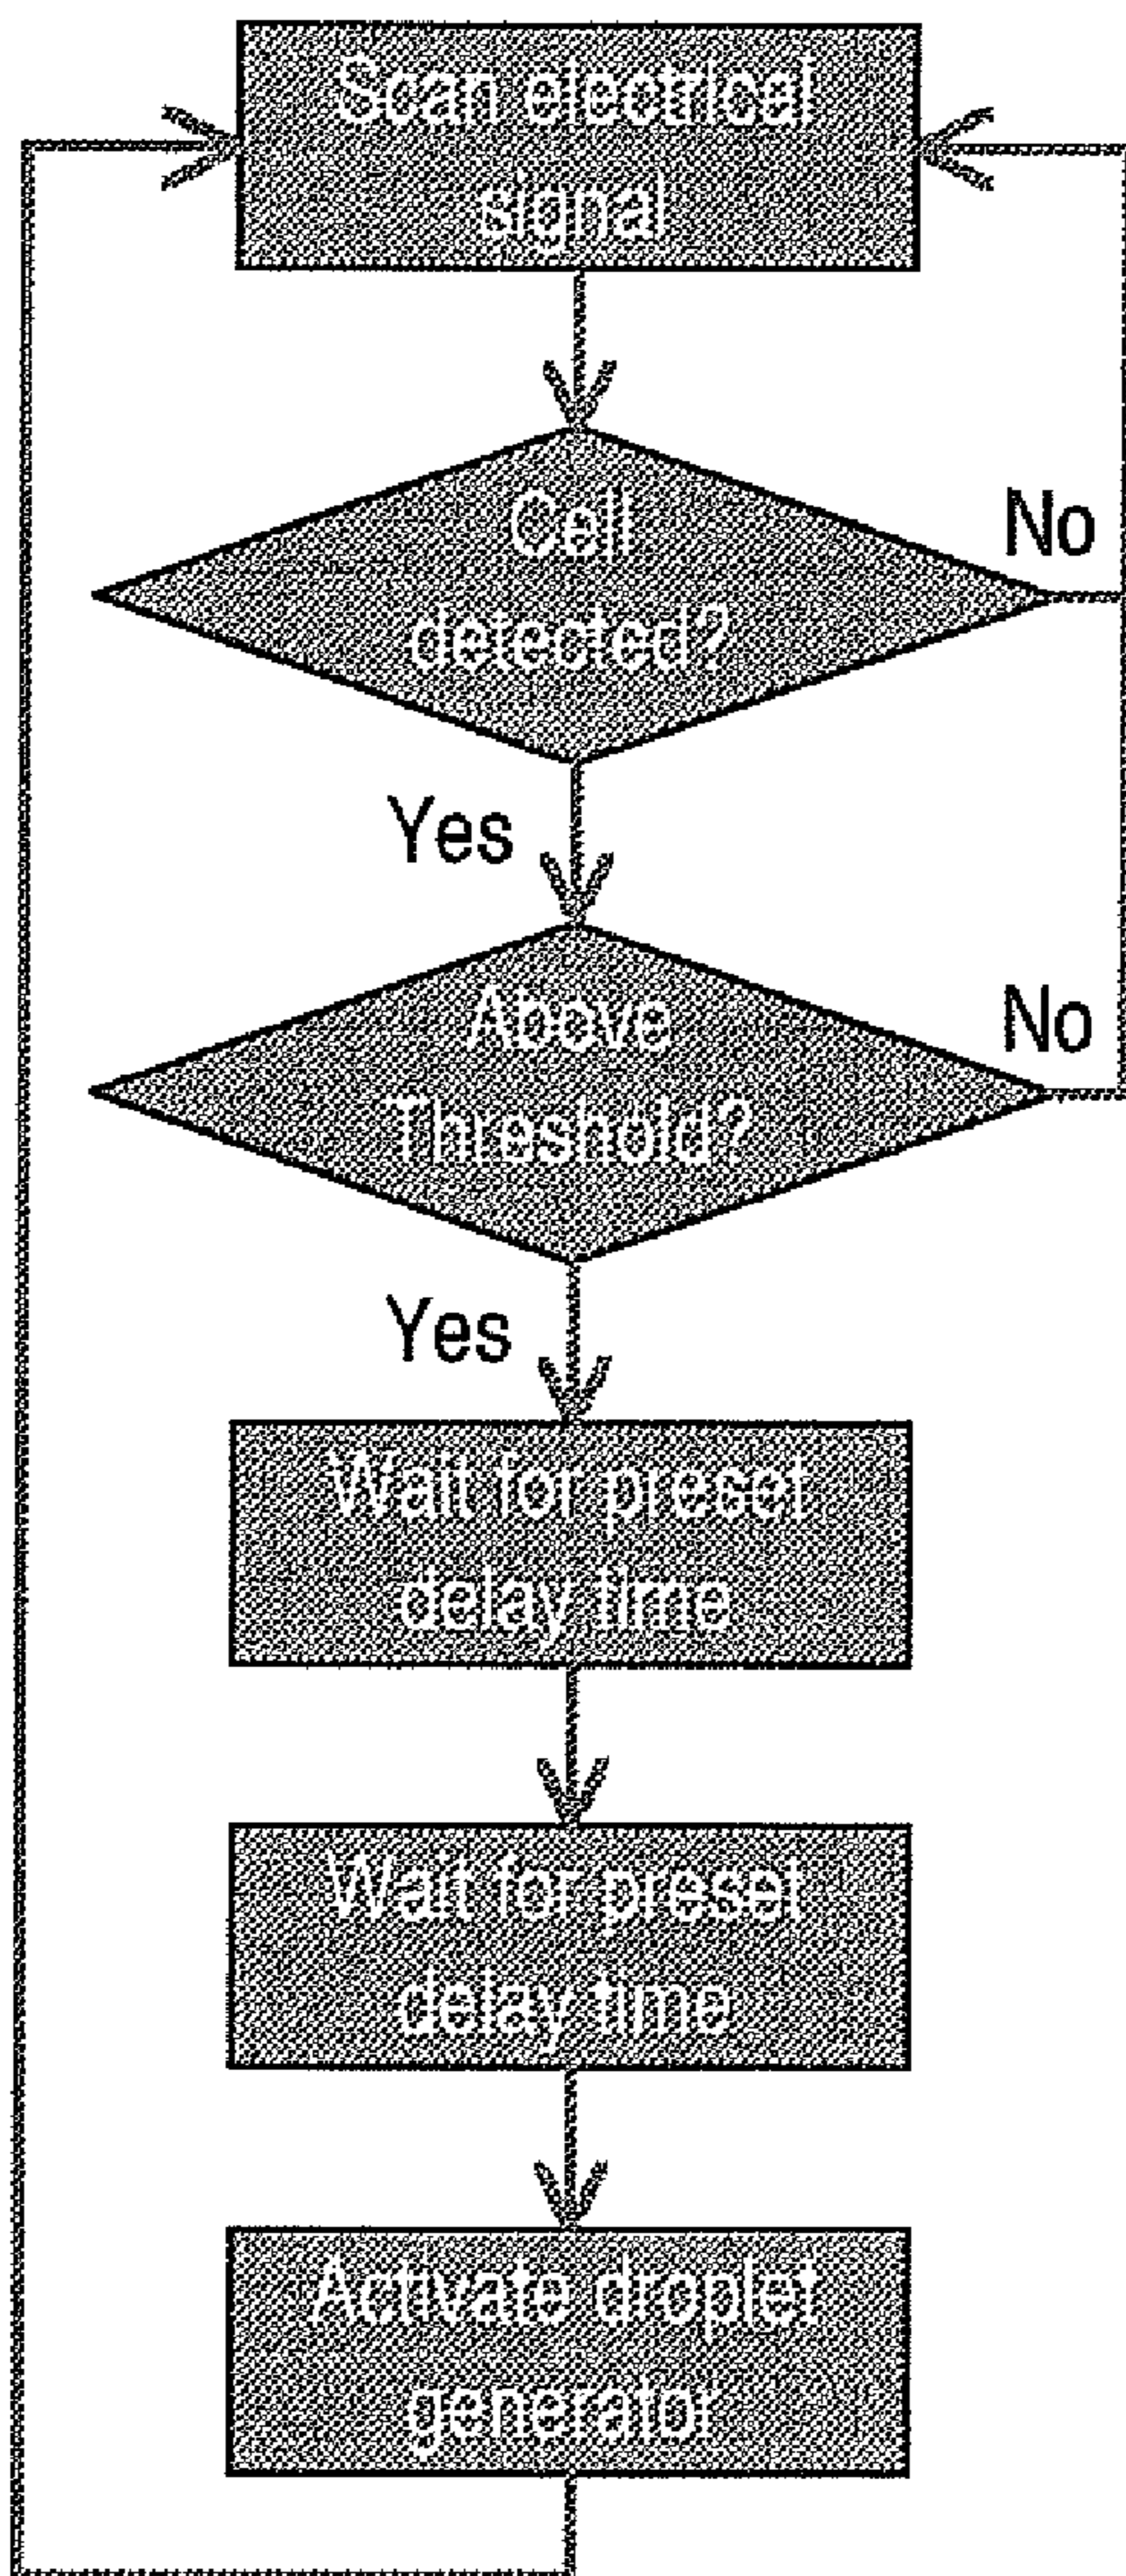 Scan electrical
signal
Cell
detected?
No
Yes
Above
Threshold?
No
Yes
Wait for preset
delay time
Wait for preset
delay time
Activate droplet
generator